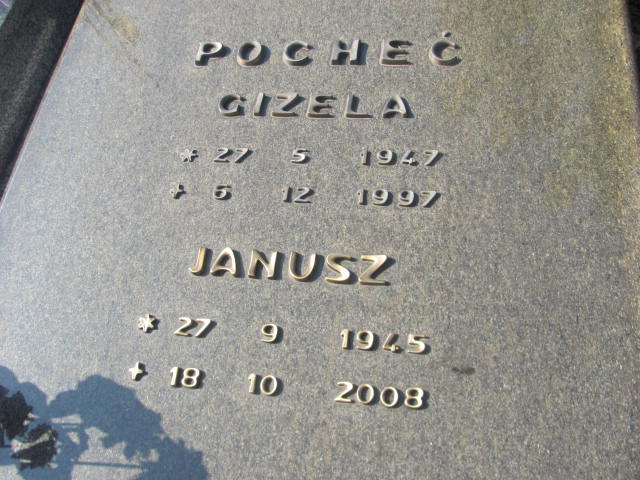 POCHEĆ
GIZELA
* 27 5 1947
+ 6 12 1997
JANUSZ
* 27 9 1945
+ 18 10 2008